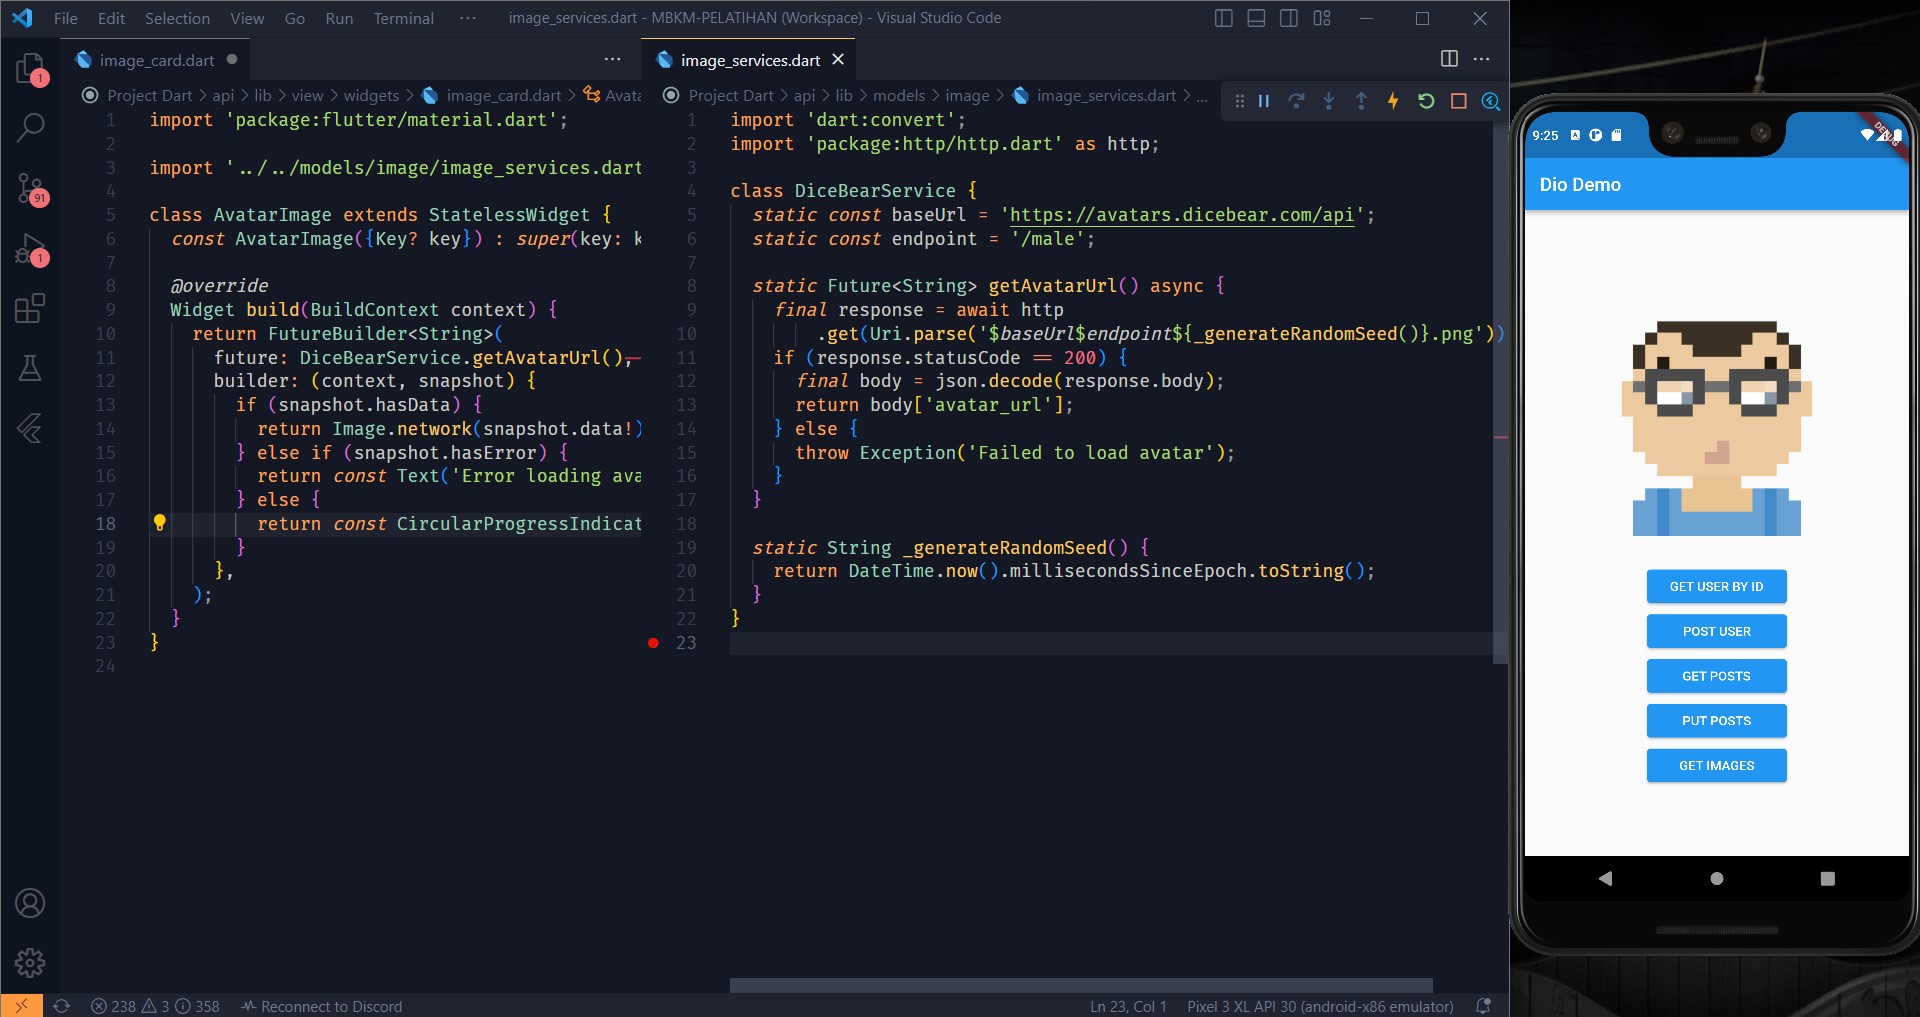 File Edit Selection View Go Run Terminal ··· image_services.dart - MBKM-PELATIHAN (Workspace) - Visual Studio Code
image_card.dart
Project Dart > api > lib > view > widgets > image_card.dart > Avata
1 import 'package:flutter/material.dart';
2
3 import '../../models/image/image_services.dart
4
5 class AvatarImage extends StatelessWidget {
6 const AvatarImage({Key? key}) : super(key: k
7
8 @override
9 Widget build(BuildContext context) {
10 return FutureBuilder<String>(
11 future: DiceBearService.getAvatarUrl(),
12 builder: (context, snapshot) {
13 if (snapshot.hasData) {
14 return Image.network(snapshot.data!)
15 } else if (snapshot.hasError) {
16 return const Text('Error loading ava
17 } else {
18 return const CircularProgressIndicat
19 }
20 },
21 );
22 }
23 }
24
image_services.dart
Project Dart > api > lib > models > image > image_services.dart > ...
1 import 'dart:convert';
2 import 'package:http/http.dart' as http;
3
4 class DiceBearService {
5 static const baseUrl = 'https://avatars.dicebear.com/api';
6 static const endpoint = '/male';
7
8 static Future<String> getAvatarUrl() async {
9 final response = await http
10 .get(Uri.parse('$baseUrl$endpoint${_generateRandomSeed()}.png'))
11 if (response.statusCode == 200) {
12 final body = json.decode(response.body);
13 return body['avatar_url'];
14 } else {
15 throw Exception('Failed to load avatar');
16 }
17 }
18
19 static String _generateRandomSeed() {
20 return DateTime.now().millisecondsSinceEpoch.toString();
21 }
22 }
23
1
91
1
238 3 358 Reconnect to Discord
Ln 23, Col 1 Pixel 3 XL API 30 (android-x86 emulator)
9:25
DEBUG
Dio Demo
GET USER BY ID
POST USER
GET POSTS
PUT POSTS
GET IMAGES